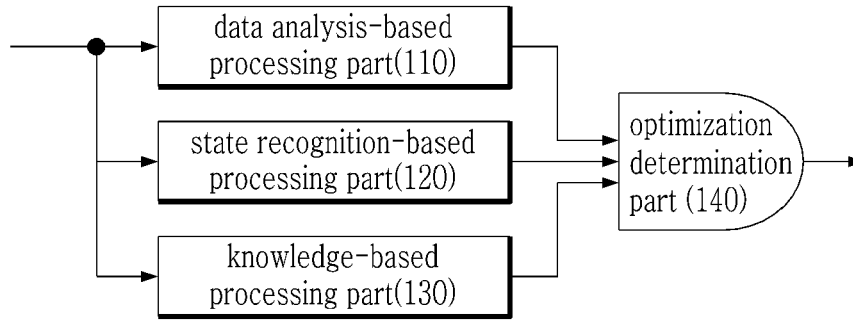 data analysis-based
processing part(110)
state recognition-based
processing part(120)
knowledge-based
processing part(130)
optimization
determination
part (140)